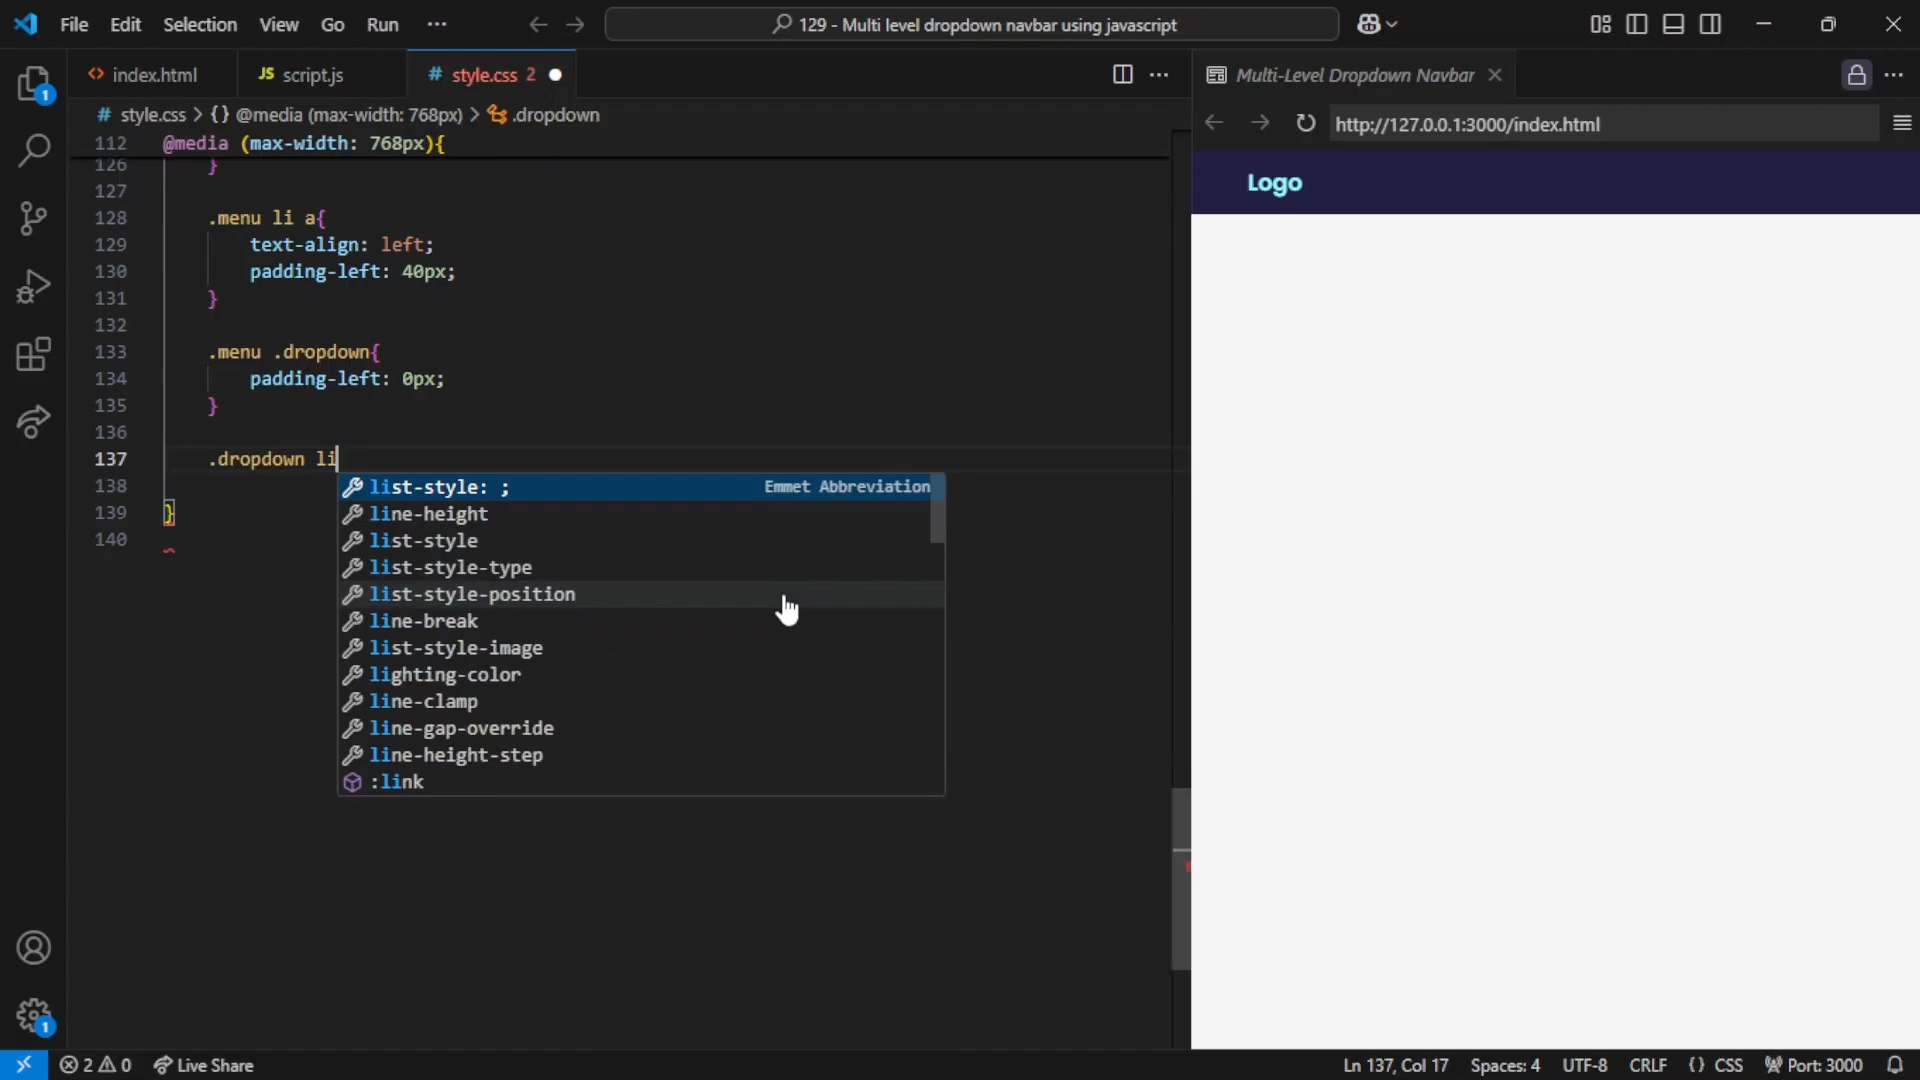 File Edit Selection View Go Run ··· 129 - Multi level dropdown navbar using javascript
index.html JS script.js # style.css 2 Multi-Level Dropdown Navbar
# style.css > {} @media (max-width: 768px) > .dropdown http://127.0.0.1:3000/index.html
112 @media (max-width: 768px){
126 }
127
128 .menu li a{
129 text-align: left;
130 padding-left: 40px;
131 }
132
133 .menu .dropdown{
134 padding-left: 0px;
135 }
136
137 .dropdown li
138
139 }
140
list-style: ; Emmet Abbreviation
line-height
list-style
list-style-type
list-style-position
line-break
list-style-image
lighting-color
line-clamp
line-gap-override
line-height-step
:link
Logo
1
1
2 0 Live Share Ln 137, Col 17 Spaces: 4 UTF-8 CRLF {} CSS Port: 3000